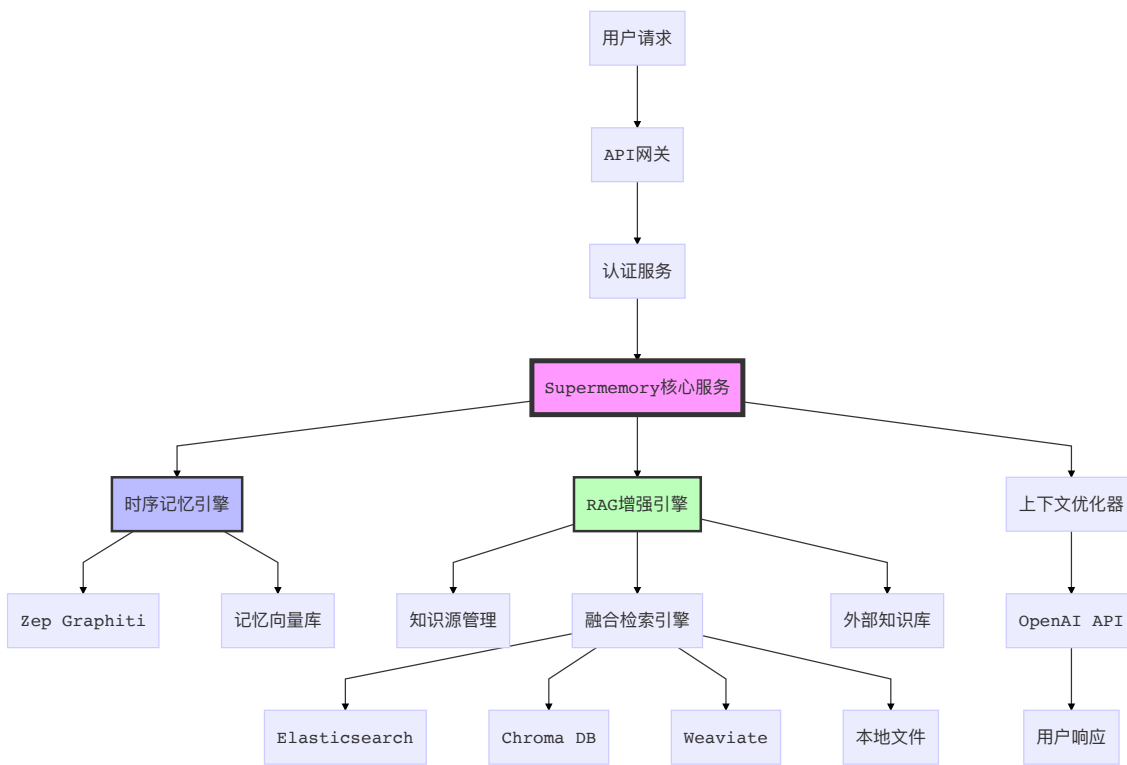 用户请求
API网关
认证服务
Supermemory核心服务
时序记忆引擎
RAG增强引擎
上下文优化器
Zep Graphiti
记忆向量库
知识源管理
融合检索引擎
外部知识库
OpenAI API
Elasticsearch
Chroma DB
Weaviate
本地文件
用户响应